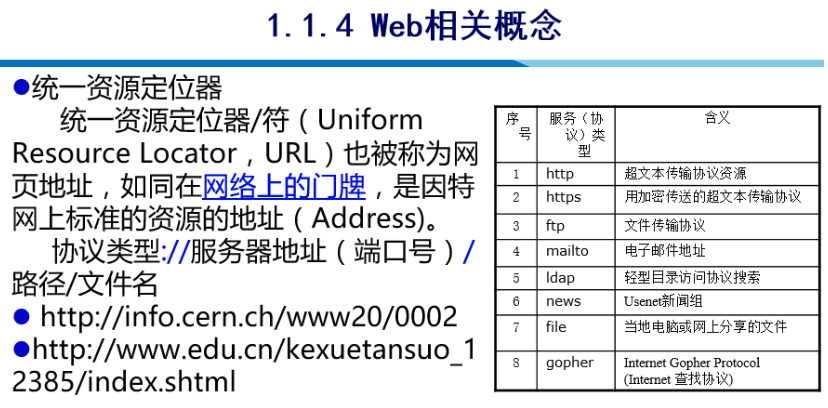 1.1.4 Web相关概念
●统一资源定位器
统一资源定位器/符（Uniform
Resource Locator，URL）也被称为网
页地址，如同在网络上的门牌，是因特
网上标准的资源的地址（Address)。
协议类型://服务器地址（端口号）/
路径/文件名
● http://info.cern.ch/www20/0002
●http://www.edu.cn/kexuetansuo_1
2385/index.shtml
序号 服务（协议）类型 含义
1 http 超文本传输协议资源
2 https 用加密传送的超文本传输协议
3 ftp 文件传输协议
4 mailto 电子邮件地址
5 ldap 轻型目录访问协议搜索
6 news Usenet新闻组
7 file 当地电脑或网上分享的文件
8 gopher Internet Gopher Protocol
(Internet 查找协议)